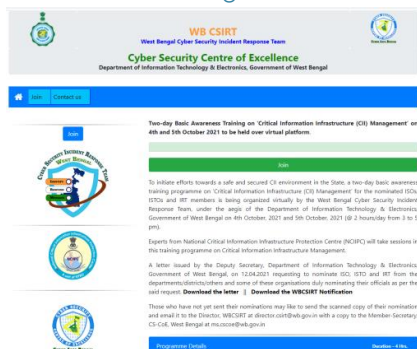 WB CSIRT
West Bengal Cyber Security Incident Response Team
Cyber Security Centre of Excellence
Department of Information Technology & Electronics, Government of West Bengal
Join
Contact us
Two-day Basic Awareness Training on 'Critical Information Infrastructure (CII) Management' on
4th and 5th October 2021 to be held over virtual platform.
Join
Join
CYBER SECURITY INCIDENT RESPONSE TEAM
WEST BENGAL
To initiate efforts towards a safe and secured CII environment in the State, a two-day basic awareness
training programme on 'Critical Information Infrastructure (CII) Management' for the nominated ISOs,
ISTOs and IRT members is being organized virtually by the West Bengal Cyber Security Incident
Response Team, under the aegis of the Department of Information Technology & Electronics,
Government of West Bengal on 4th October, 2021 and 5th October, 2021 (@ 2 hours/day from 3 to 5
pm).
Experts from National Critical Information Infrastructure Protection Centre (NCIIPC) will take sessions in
this training programme on Critical Information Infrastructure Management.
A letter issued by the Deputy Secretary, Department of Information Technology & Electronics,
Government of West Bengal, on 12.04.2021 requesting to nominate ISO, ISTO and IRT from the
departments/districts/others and some of these organizations duly nominating their officials as per the
said request. Download the letter || Download the WBCSIRT Notification
Those who have not yet sent their nominations may like to send the scanned copy of their nomination
and email it to the Director, WBCSIRT at director.csirt@wb.gov.in with a copy to the Member-Secretary,
CS-CoE, West Bengal at ms.cscoe@wb.gov.in
Programme Details
Duration - 4 Hrs.